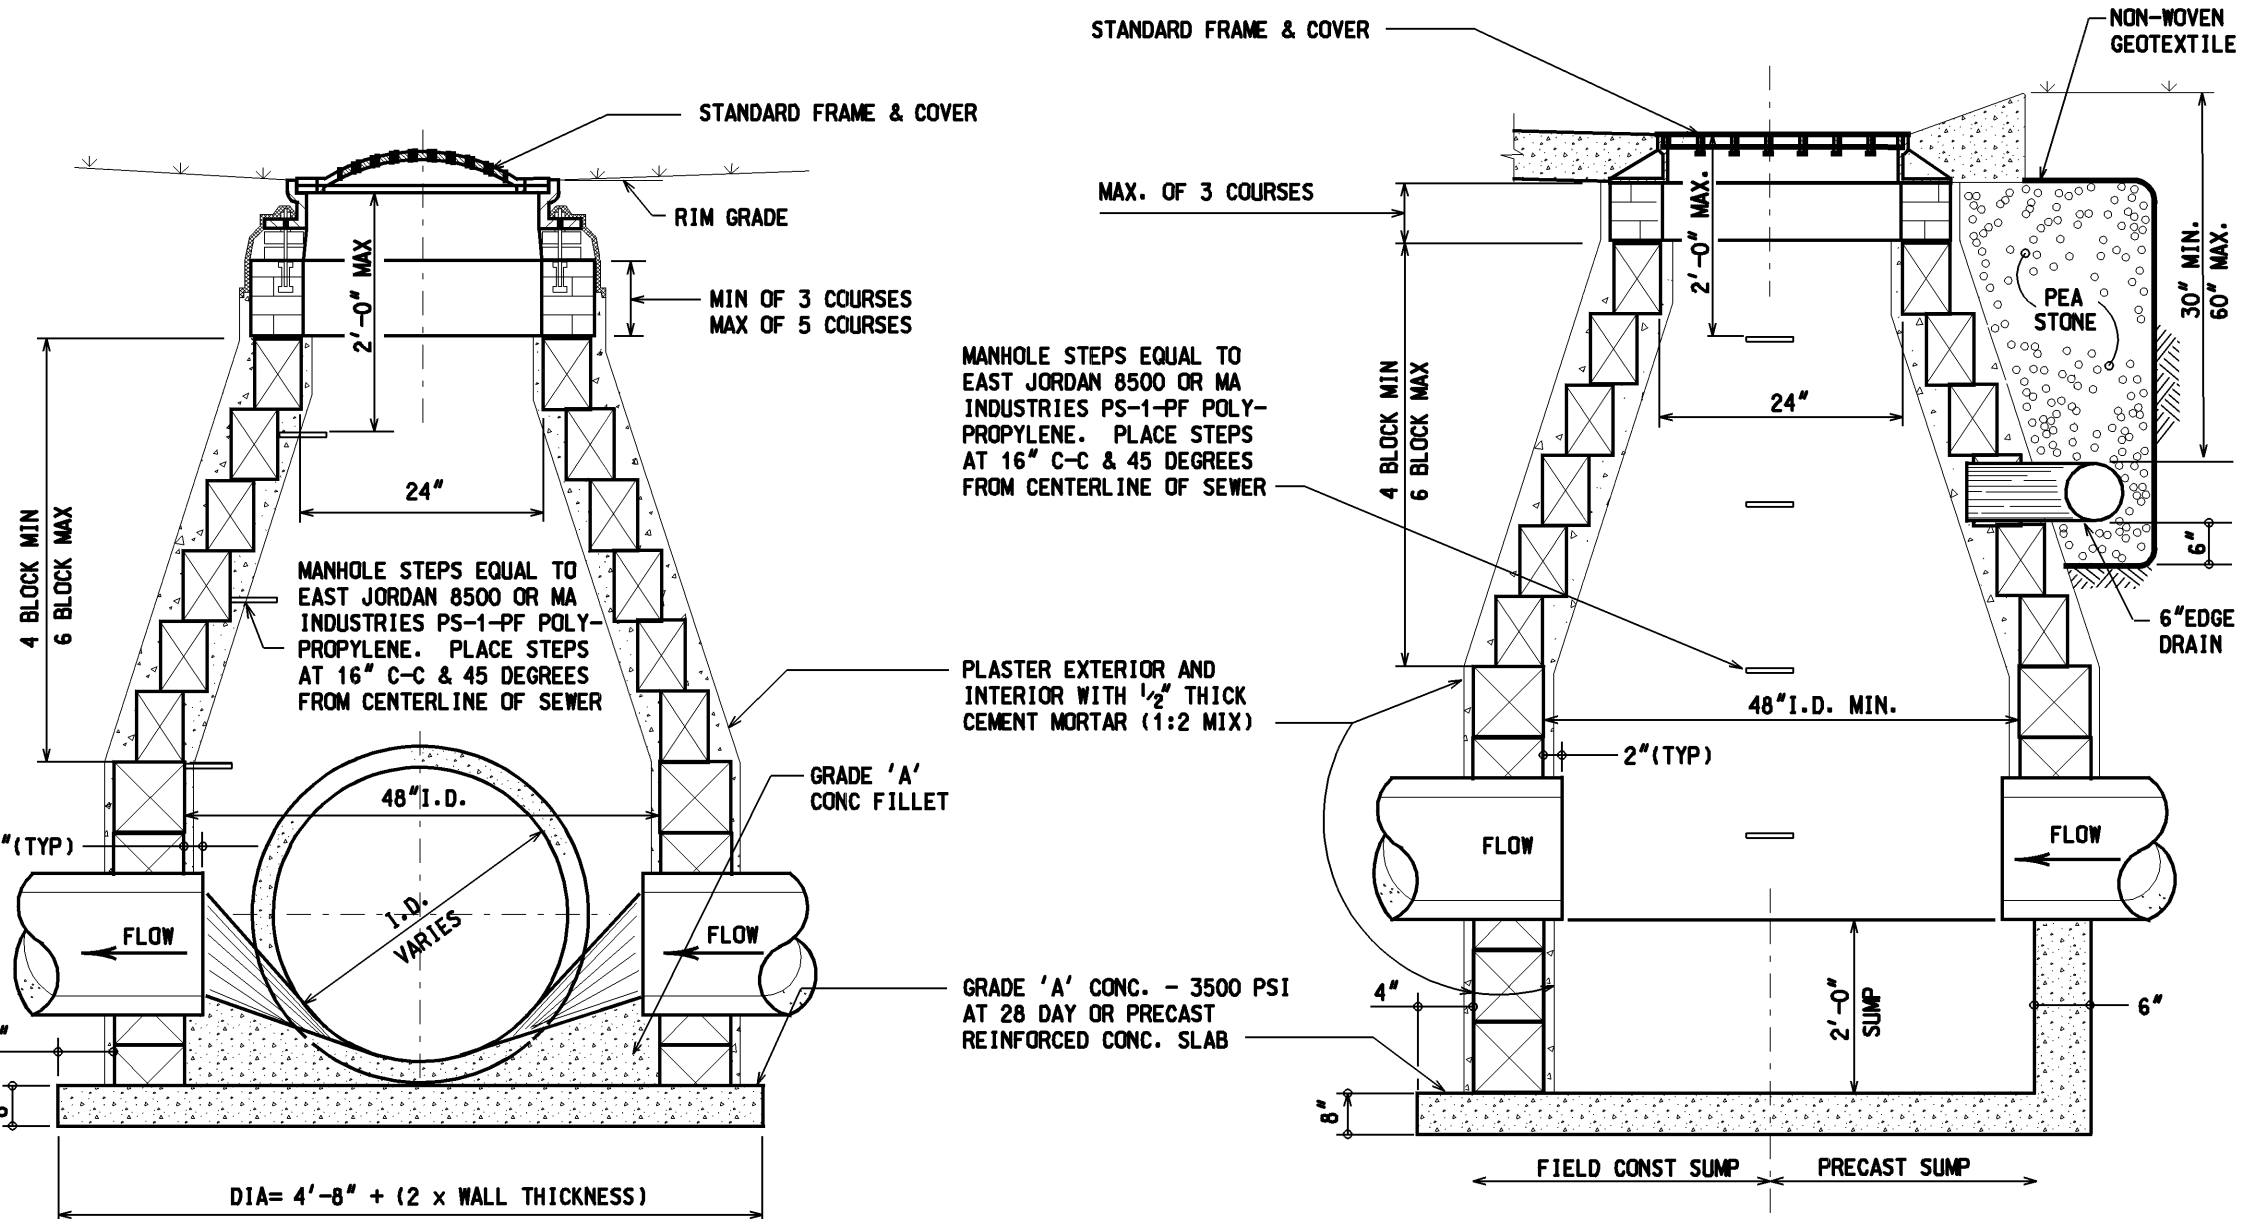 STANDARD FRAME & COVER
RIM GRADE
2'-0" MAX
MIN OF 3 COURSES
MAX OF 5 COURSES
4 BLOCK MIN
6 BLOCK MAX
24"
MANHOLE STEPS EQUAL TO
EAST JORDAN 8500 OR MA
INDUSTRIES PS-1-PF POLY-
PROPYLENE. PLACE STEPS
AT 16" C-C & 45 DEGREES
FROM CENTERLINE OF SEWER
48"I.D.
"(TYP)
I.D.
VARIES
FLOW
FLOW
DIA= 4'-8" + (2 x WALL THICKNESS)
PLASTER EXTERIOR AND
INTERIOR WITH 1/2" THICK
CEMENT MORTAR (1:2 MIX)
GRADE 'A'
CONC FILLET
GRADE 'A' CONC. - 3500 PSI
AT 28 DAY OR PRECAST
REINFORCED CONC. SLAB
STANDARD FRAME & COVER
NON-WOVEN
GEOTEXTILE
MAX. OF 3 COURSES
2'-0" MAX.
30" MIN.
60" MAX.
PEA
STONE
MANHOLE STEPS EQUAL TO
EAST JORDAN 8500 OR MA
INDUSTRIES PS-1-PF POLY-
PROPYLENE. PLACE STEPS
AT 16" C-C & 45 DEGREES
FROM CENTERLINE OF SEWER
4 BLOCK MIN
6 BLOCK MAX
24"
6"
6"EDGE
DRAIN
48"I.D. MIN.
2"(TYP)
FLOW
FLOW
4"
2'-0"
SUMP
6"
8"
FIELD CONST SUMP
PRECAST SUMP